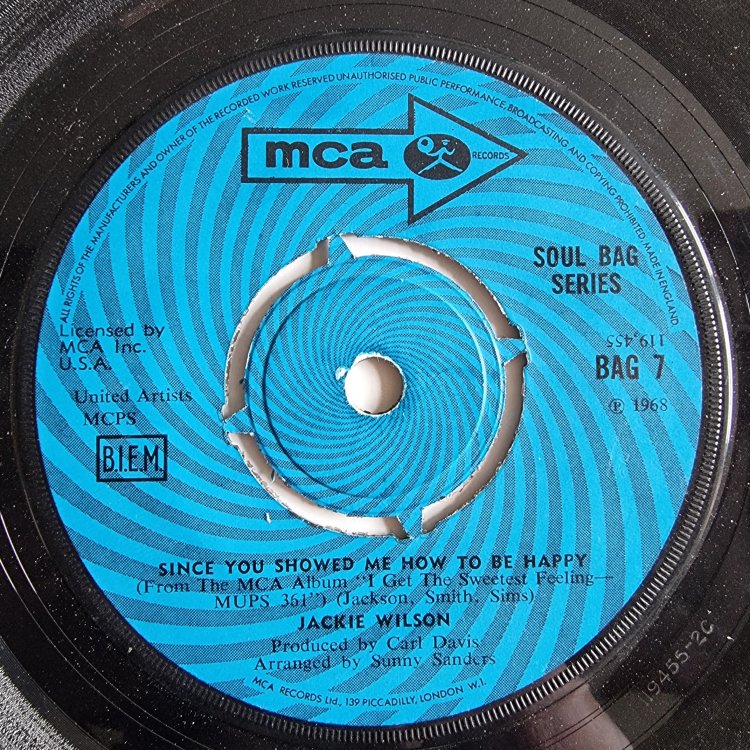 ALL RIGHTS OF THE MANUFACTURERS AND OWNER OF THE RECORDED WORK RESERVED UNAUTHORISED PUBLIC PERFORMANCE, BROADCASTING AND COPYING PROHIBITED MADE IN ENGLAND
mca RECORDS
SOUL BAG
SERIES
119,455
BAG 7
℗ 1968
Licensed by
MCA Inc.
U.S.A.
United Artists
MCPS
B.I.E.M.
SINCE YOU SHOWED ME HOW TO BE HAPPY
(From The MCA Album "I Get The Sweetest Feeling—
MUPS 361") (Jackson, Smith, Sims)
JACKIE WILSON
Produced by Carl Davis
Arranged by Sunny Sanders
MCA RECORDS Ltd., 139 PICCADILLY, LONDON W.1.